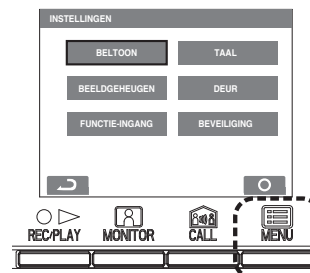 INSTELLINGEN
BELTOON TAAL
BEELDGEHEUGEN DEUR
FUNCTIE-INGANG BEVEILIGING
REC/PLAY MONITOR CALL MENU